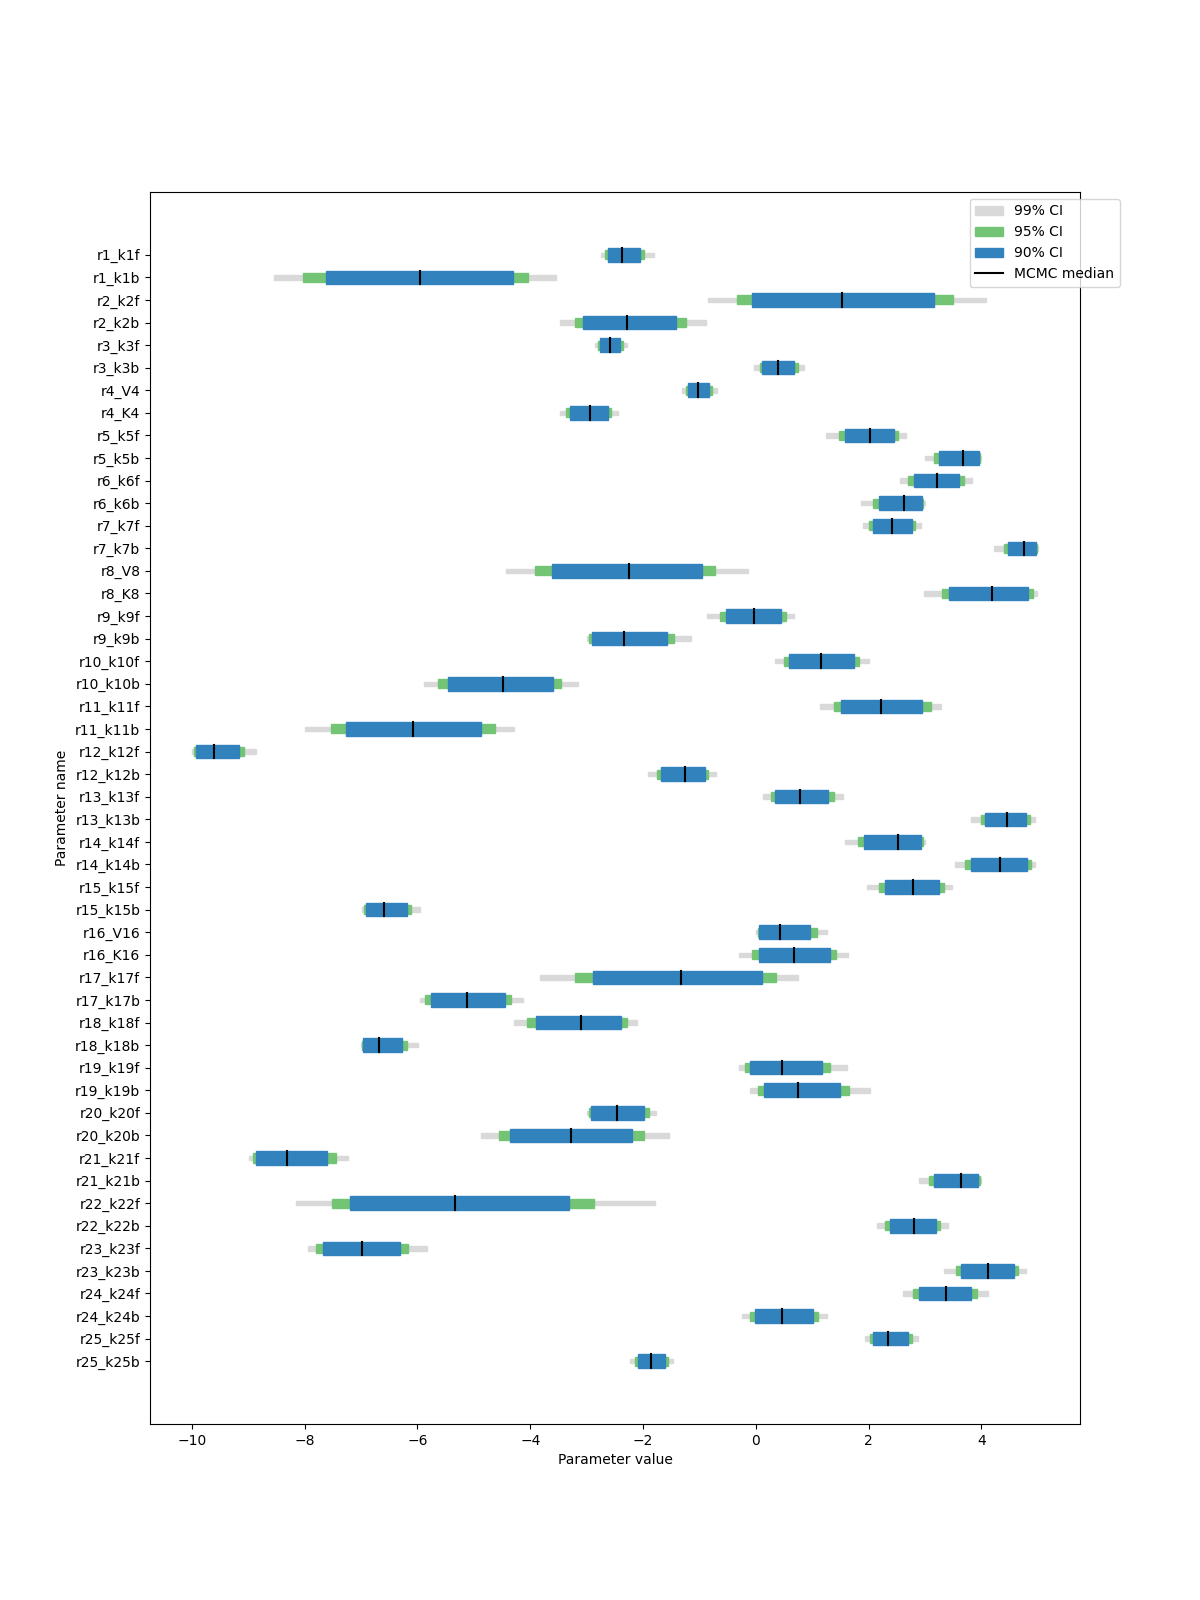 99% CI
95% CI
90% CI
MCMC median
Parameter name
r1_k1f
r1_k1b
r2_k2f
r2_k2b
r3_k3f
r3_k3b
r4_V4
r4_K4
r5_k5f
r5_k5b
r6_k6f
r6_k6b
r7_k7f
r7_k7b
r8_V8
r8_K8
r9_k9f
r9_k9b
r10_k10f
r10_k10b
r11_k11f
r11_k11b
r12_k12f
r12_k12b
r13_k13f
r13_k13b
r14_k14f
r14_k14b
r15_k15f
r15_k15b
r16_V16
r16_K16
r17_k17f
r17_k17b
r18_k18f
r18_k18b
r19_k19f
r19_k19b
r20_k20f
r20_k20b
r21_k21f
r21_k21b
r22_k22f
r22_k22b
r23_k23f
r23_k23b
r24_k24f
r24_k24b
r25_k25f
r25_k25b
−10 −8 −6 −4 −2 0 2 4
Parameter value